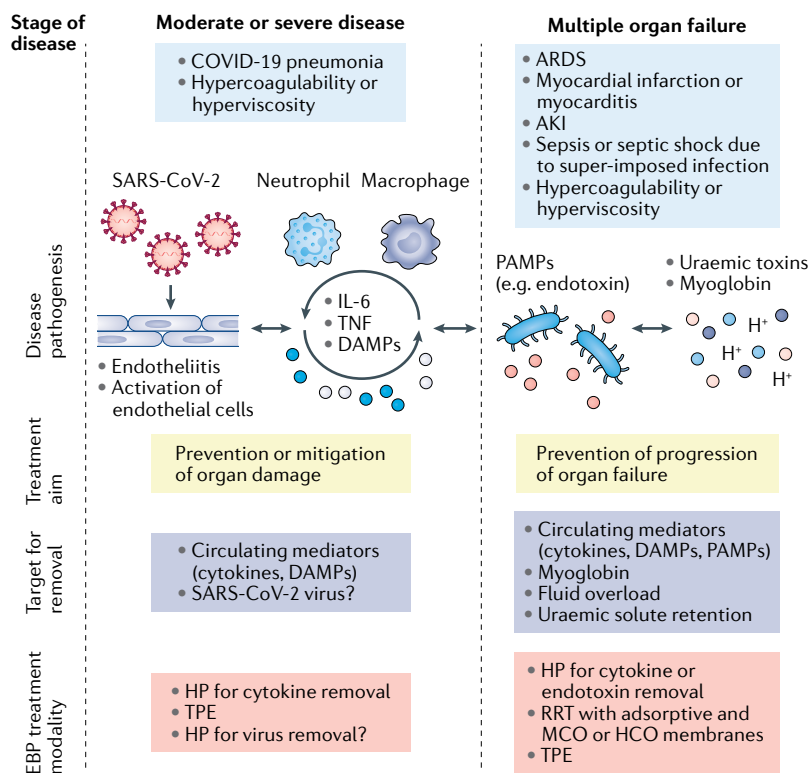 Stage of
disease
Moderate or severe disease
Multiple organ failure
• COVID-19 pneumonia
• Hypercoagulability or
hyperviscosity
• ARDS
• Myocardial infarction or
myocarditis
• AKI
• Sepsis or septic shock due
to super-imposed infection
• Hypercoagulability or
hyperviscosity
Disease
pathogenesis
SARS-CoV-2
Neutrophil
Macrophage
• IL-6
• TNF
• DAMPs
• Endotheliitis
• Activation of
endothelial cells
PAMPs
(e.g. endotoxin)
• Uraemic toxins
• Myoglobin
H⁺
H⁺
H⁺
Treatment
aim
Prevention or mitigation
of organ damage
Prevention of progression
of organ failure
Target for
removal
• Circulating mediators
(cytokines, DAMPs)
• SARS-CoV-2 virus?
• Circulating mediators
(cytokines, DAMPs, PAMPs)
• Myoglobin
• Fluid overload
• Uraemic solute retention
EBP treatment
modality
• HP for cytokine removal
• TPE
• HP for virus removal?
• HP for cytokine or
endotoxin removal
• RRT with adsorptive and
MCO or HCO membranes
• TPE